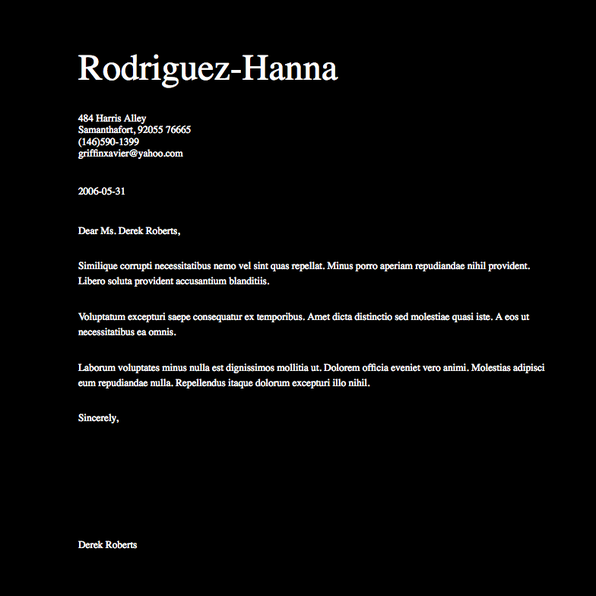 Rodriguez-Hanna
484 Harris Alley
Samanthafort, 92055 76665
(146)590-1399
griffinxavier@yahoo.com
2006-05-31
Dear Ms. Derek Roberts,
Similique corrupti necessitatibus nemo vel sint quas repellat. Minus porro aperiam repudiandae nihil provident.
Libero soluta provident accusantium blanditiis.
Voluptatum excepturi saepe consequatur ex temporibus. Amet dicta distinctio sed molestiae quasi iste. A eos ut
necessitatibus ea omnis.
Laborum voluptates minus nulla est dignissimos mollitia ut. Dolorem officia eveniet vero animi. Molestias adipisci
eum repudiandae nulla. Repellendus itaque dolorum excepturi illo nihil.
Sincerely,
Derek Roberts